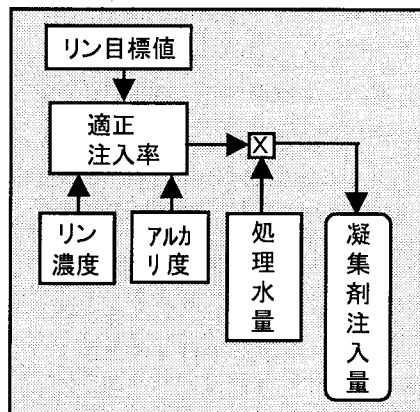 リン目標値
適正
注入率
X
リン
濃度
アルカ
リ度
処理水量
凝集剤注入量